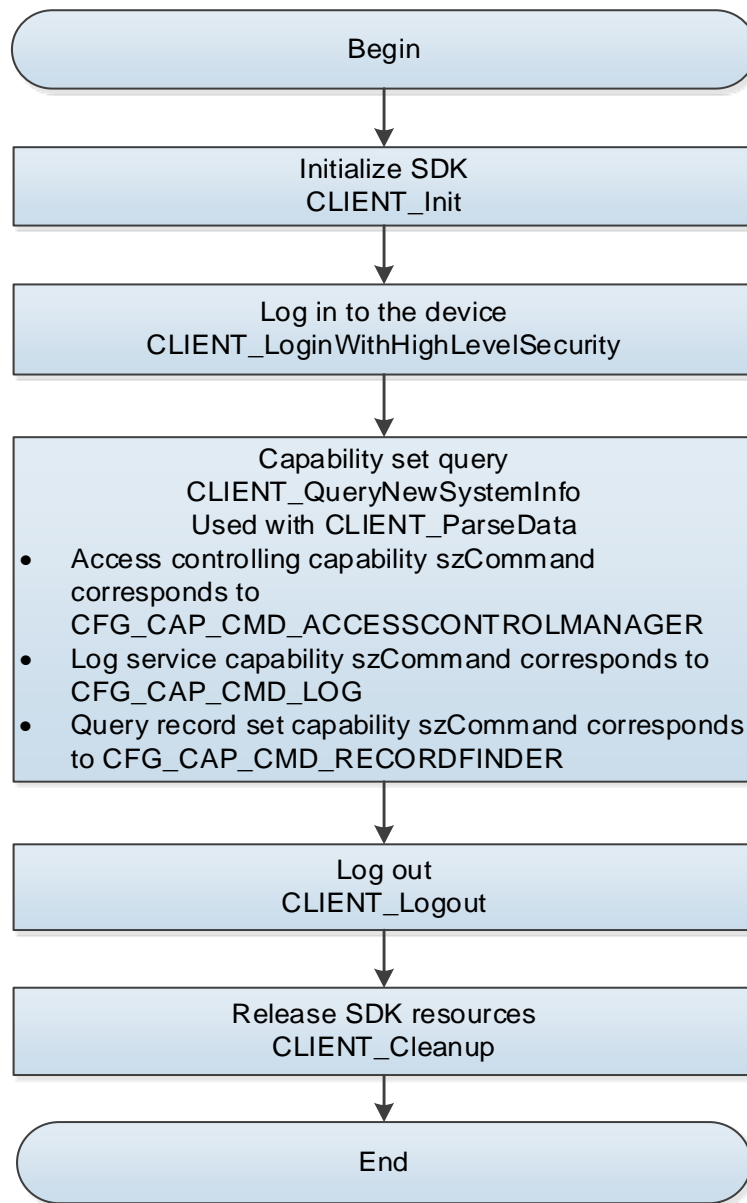 Begin
Initialize SDK
CLIENT_Init
Log in to the device
CLIENT_LoginWithHighLevelSecurity
Capability set query
CLIENT_QueryNewSystemInfo
Used with CLIENT_ParseData
• Access controlling capability szCommand
corresponds to
CFG_CAP_CMD_ACCESSCONTROLMANAGER
• Log service capability szCommand corresponds to
CFG_CAP_CMD_LOG
• Query record set capability szCommand corresponds
to CFG_CAP_CMD_RECORDFINDER
Log out
CLIENT_Logout
Release SDK resources
CLIENT_Cleanup
End